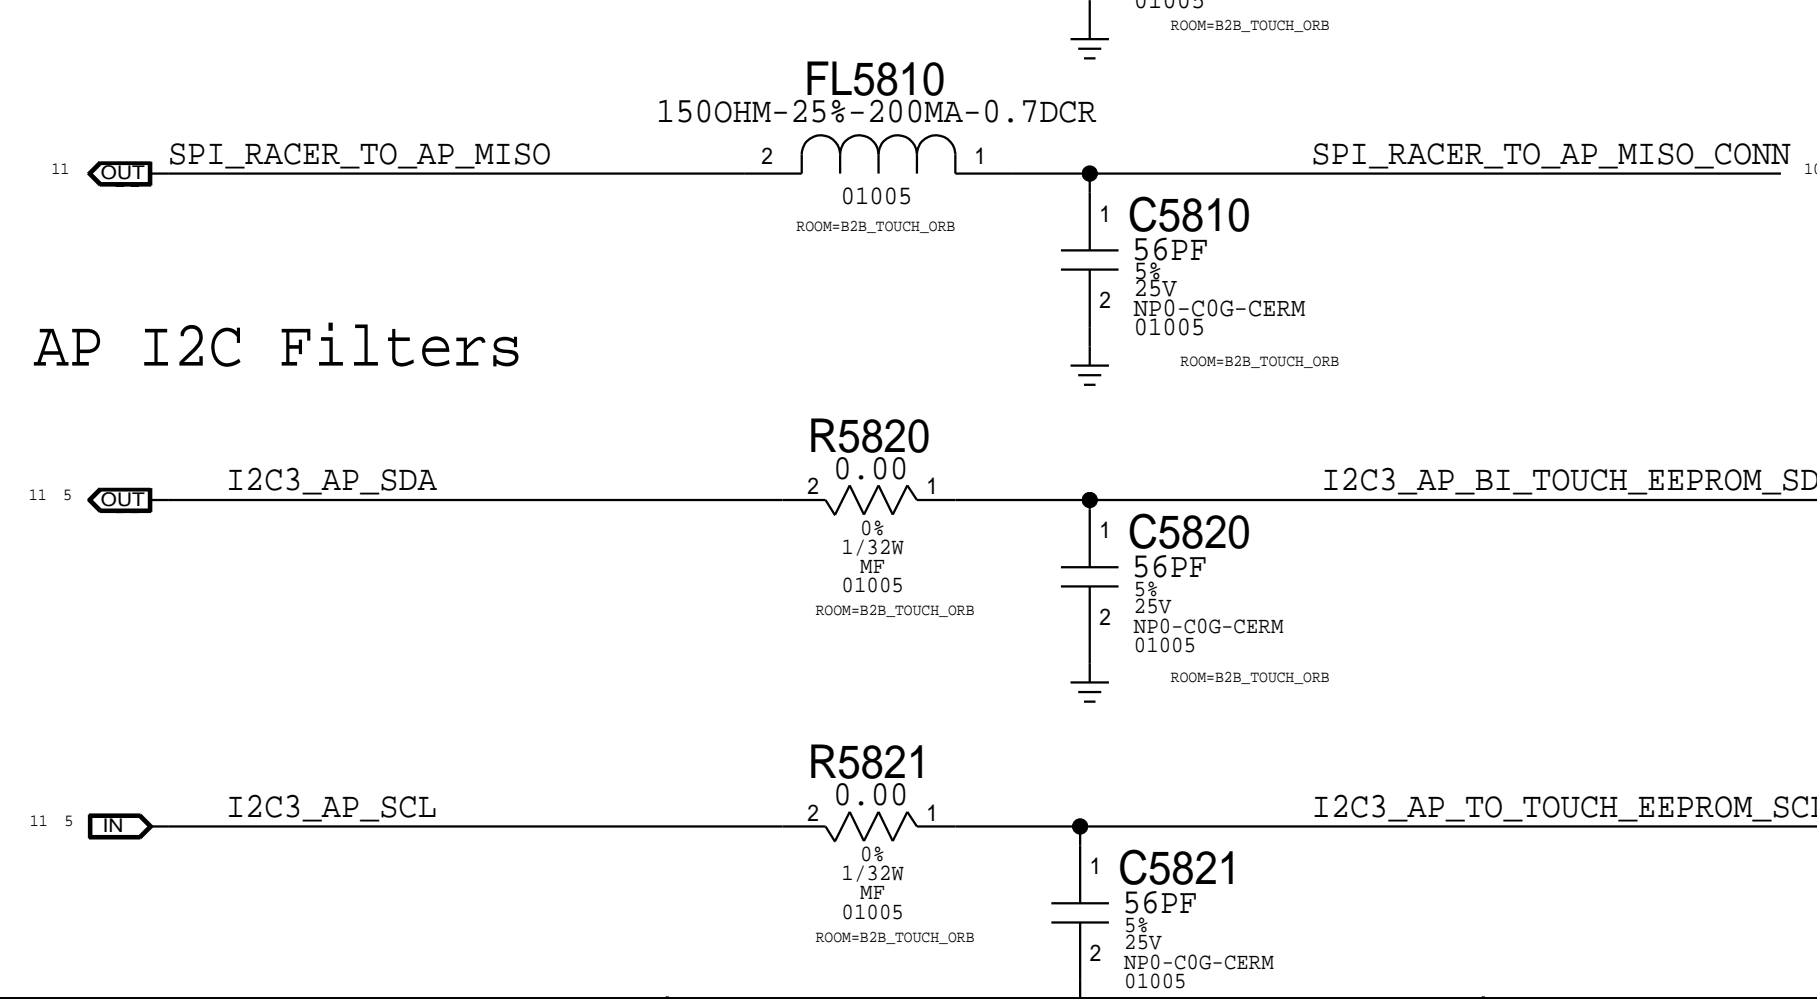 01005
ROOM=B2B_TOUCH_ORB
FL5810
150OHM-25%-200MA-0.7DCR
11 OUT SPI_RACER_TO_AP_MISO 2 1 SPI_RACER_TO_AP_MISO_CONN
01005
ROOM=B2B_TOUCH_ORB
1 C5810
56PF
5%
25V
2 NP0-C0G-CERM
01005
ROOM=B2B_TOUCH_ORB
AP I2C Filters
R5820
0.00
11 5 OUT I2C3_AP_SDA 2 1 I2C3_AP_BI_TOUCH_EEPROM_SD
0%
1/32W
MF
01005
ROOM=B2B_TOUCH_ORB
1 C5820
56PF
5%
25V
2 NP0-C0G-CERM
01005
ROOM=B2B_TOUCH_ORB
R5821
0.00
11 5 IN I2C3_AP_SCL 2 1 I2C3_AP_TO_TOUCH_EEPROM_SCL
0%
1/32W
MF
01005
ROOM=B2B_TOUCH_ORB
1 C5821
56PF
5%
25V
2 NP0-C0G-CERM
01005